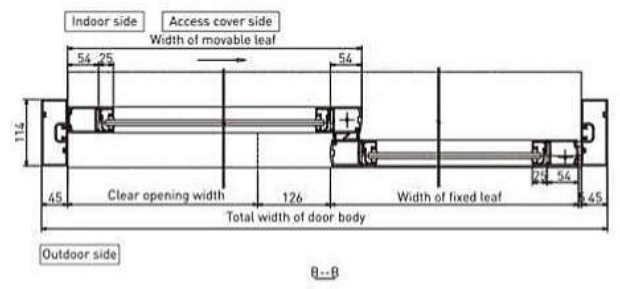 Indoor side Access cover side
Width of movable leaf
54 25 54
114
25 54
45 Clear opening width 126 Width of fixed leaf 5 45
Total width of door body
Outdoor side
B--B